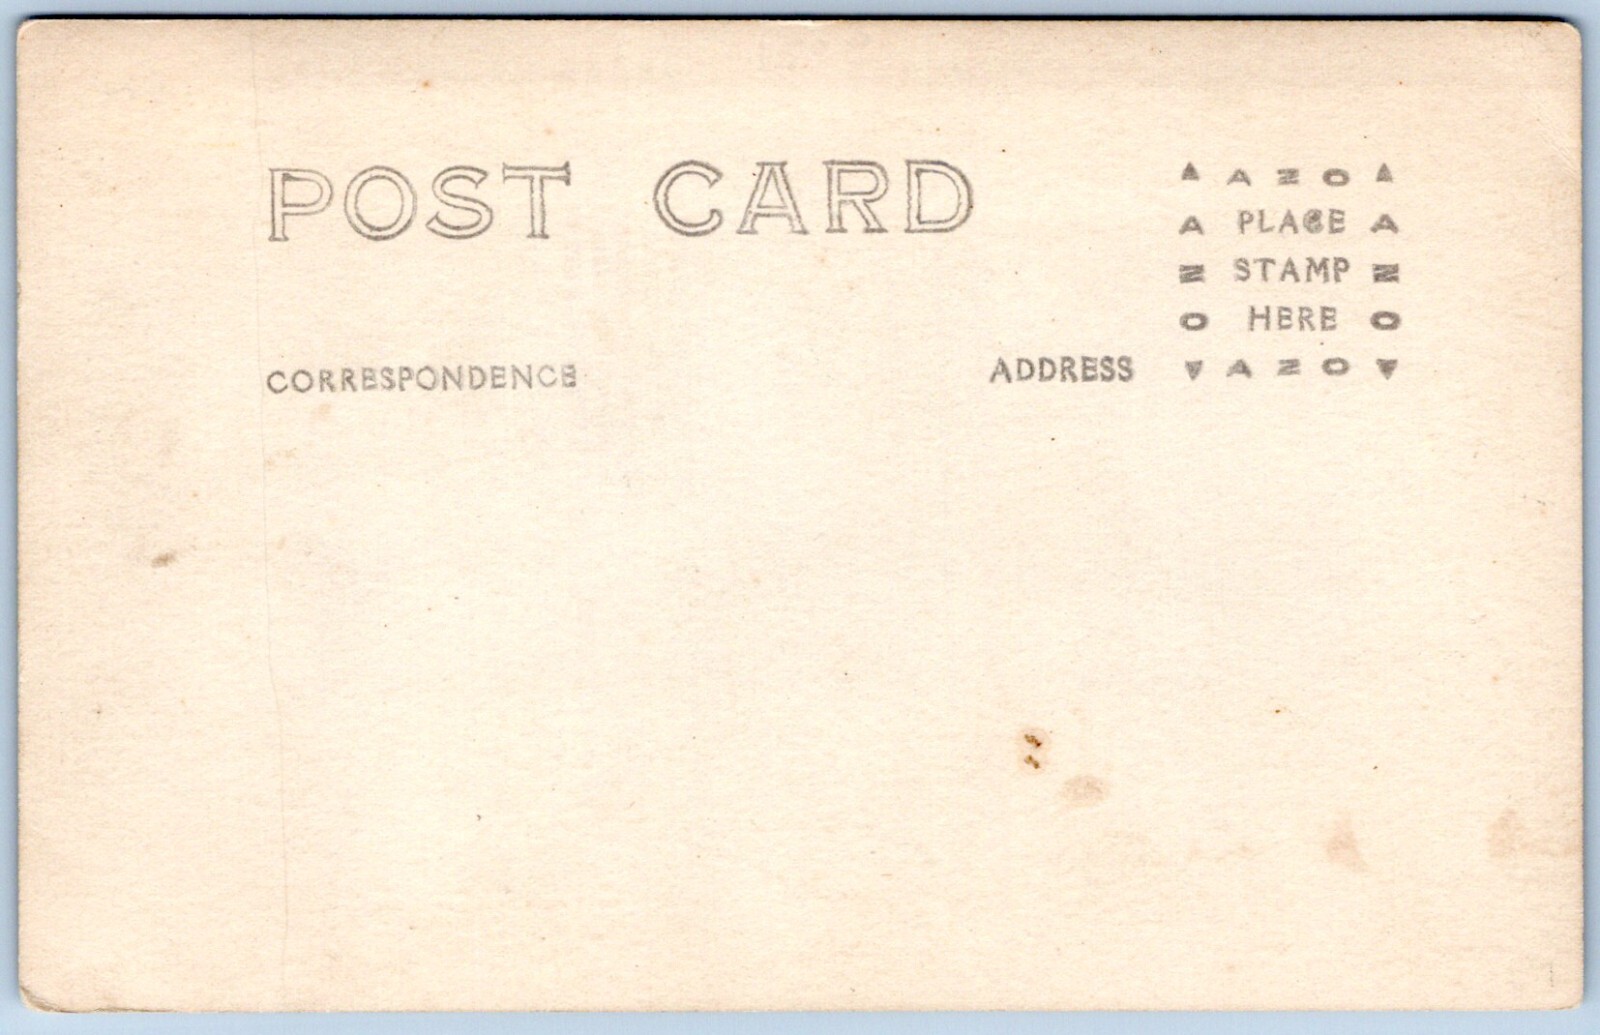 POST CARD
▲ AZO ▲
A PLACE A
Z STAMP Z
O HERE O
▼ AZO ▼
CORRESPONDENCE
ADDRESS